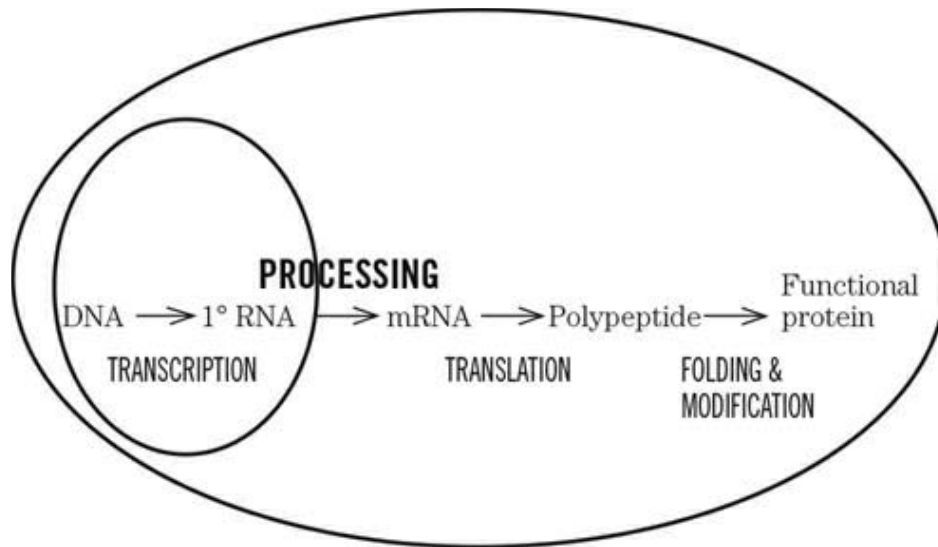 PROCESSING
Functional
DNA → 1° RNA → mRNA → Polypeptide → protein
TRANSCRIPTION TRANSLATION FOLDING &
MODIFICATION